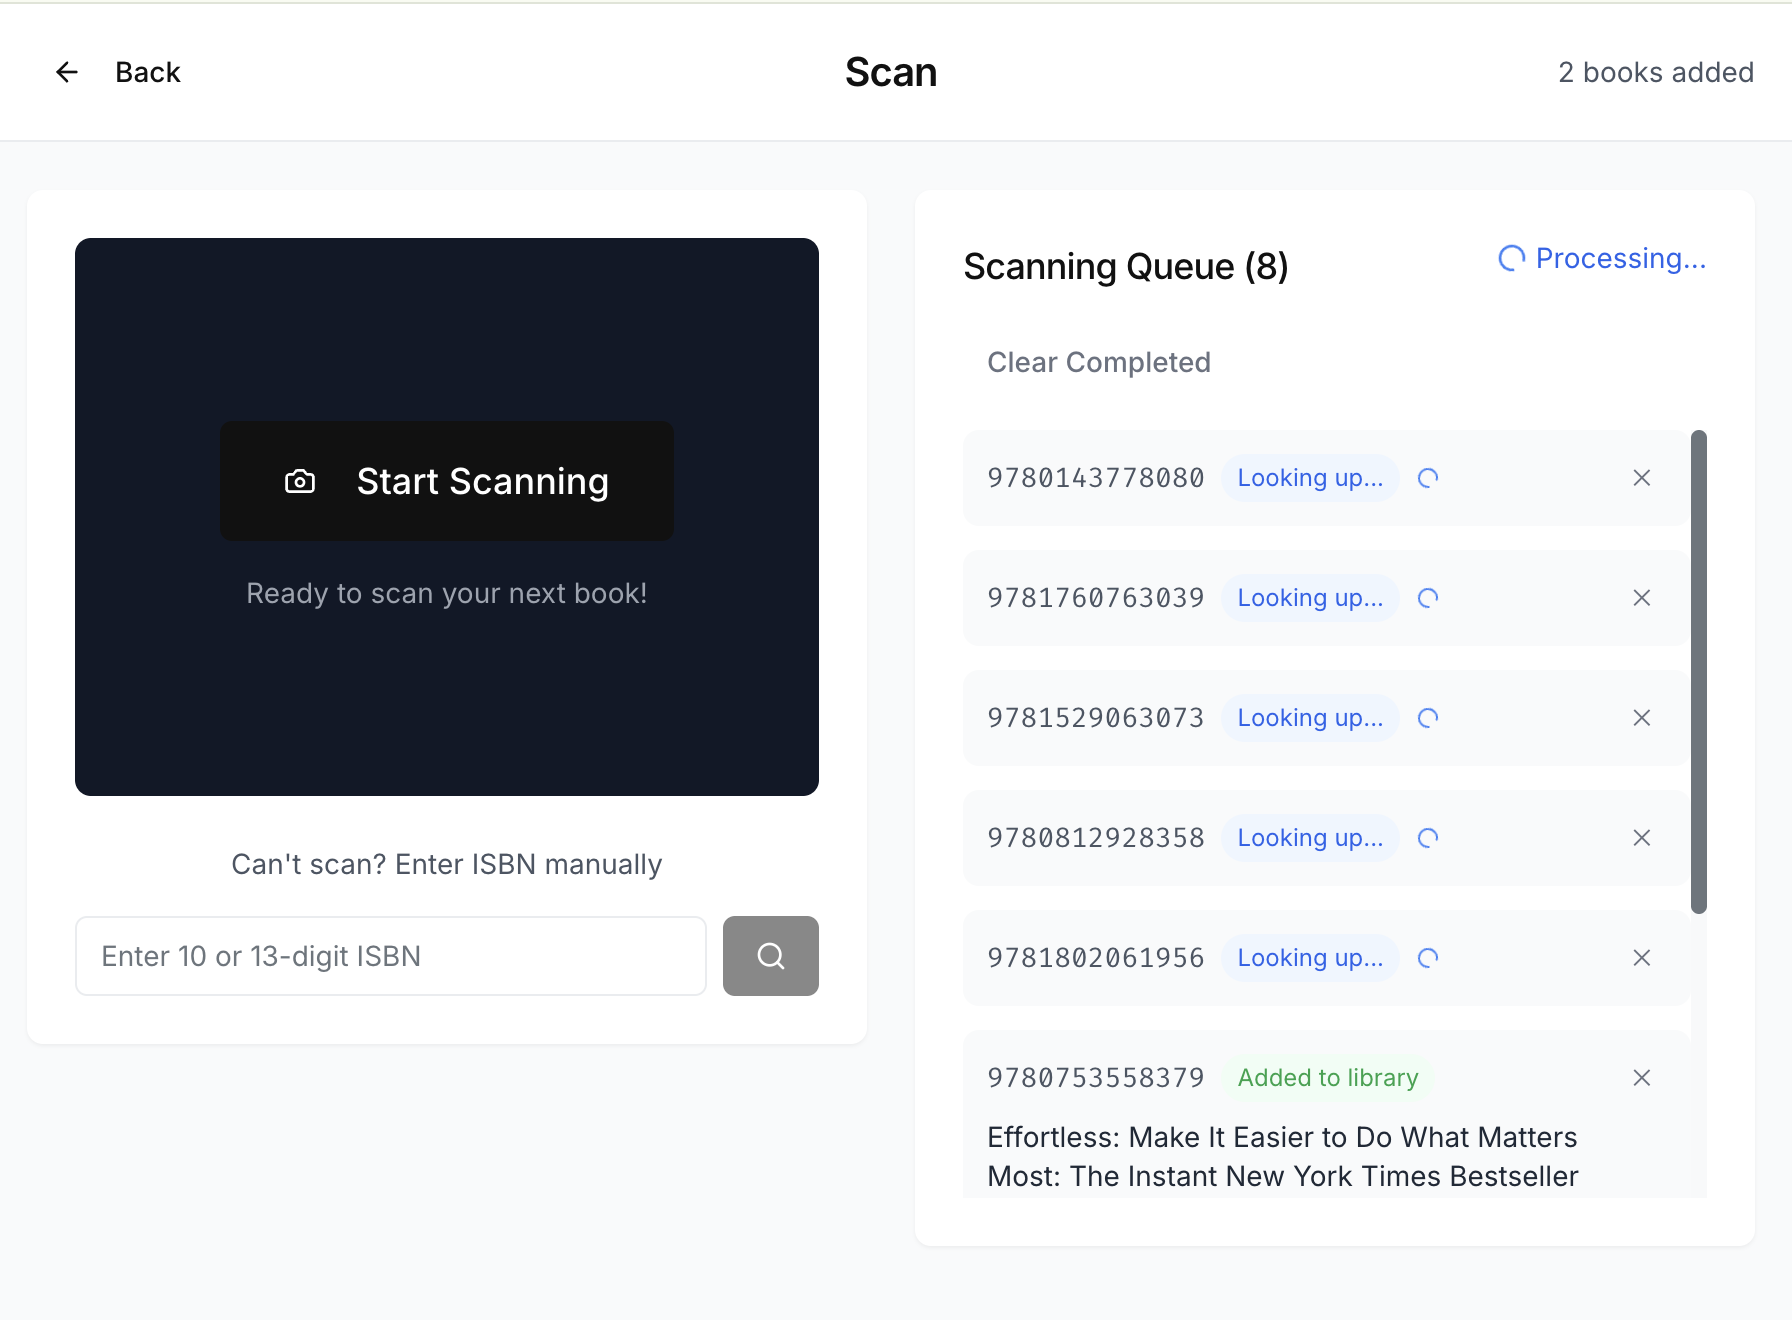 Back
Scan
2 books added
Start Scanning
Ready to scan your next book!
Can't scan? Enter ISBN manually
Enter 10 or 13-digit ISBN
Scanning Queue (8)
Processing...
Clear Completed
9780143778080 Looking up...
9781760763039 Looking up...
9781529063073 Looking up...
9780812928358 Looking up...
9781802061956 Looking up...
9780753558379 Added to library
Effortless: Make It Easier to Do What Matters
Most: The Instant New York Times Bestseller